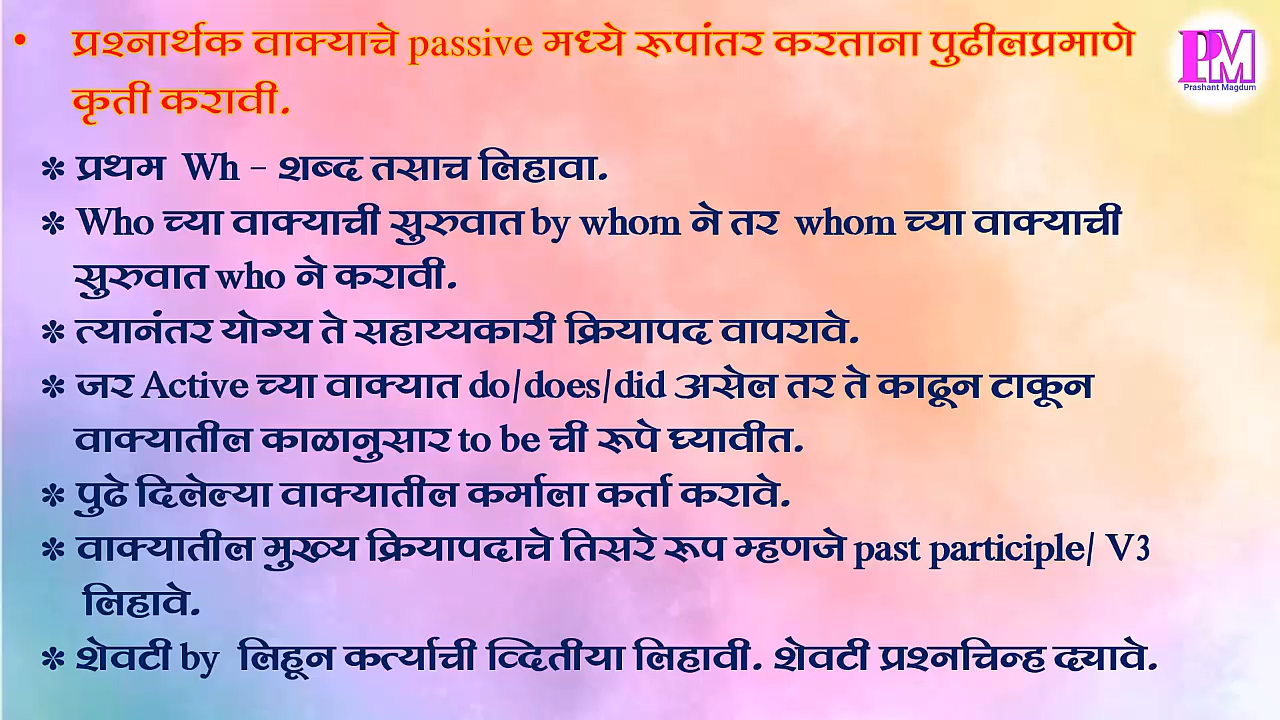 • प्रश्नार्थक वाक्याचे passive मध्ये रूपांतर करताना पुढीलप्रमाणे
कृती करावी.
PM
Prashant Magdum
* प्रथम Wh - शब्द तसाच लिहावा.
* Who च्या वाक्याची सुरुवात by whom ने तर whom च्या वाक्याची
सुरुवात who ने करावी.
* त्यानंतर योग्य ते सहाय्यकारी क्रियापद वापरावे.
* जर Active च्या वाक्यात do/does/did असेल तर ते काढून टाकून
वाक्यातील काळानुसार to be ची रूपे घ्यावीत.
* पुढे दिलेल्या वाक्यातील कर्माला कर्ता करावे.
* वाक्यातील मुख्य क्रियापदाचे तिसरे रूप म्हणजे past participle/ V3
लिहावे.
* शेवटी by लिहून कर्त्याची व्दितीया लिहावी. शेवटी प्रश्नचिन्ह द्यावे.